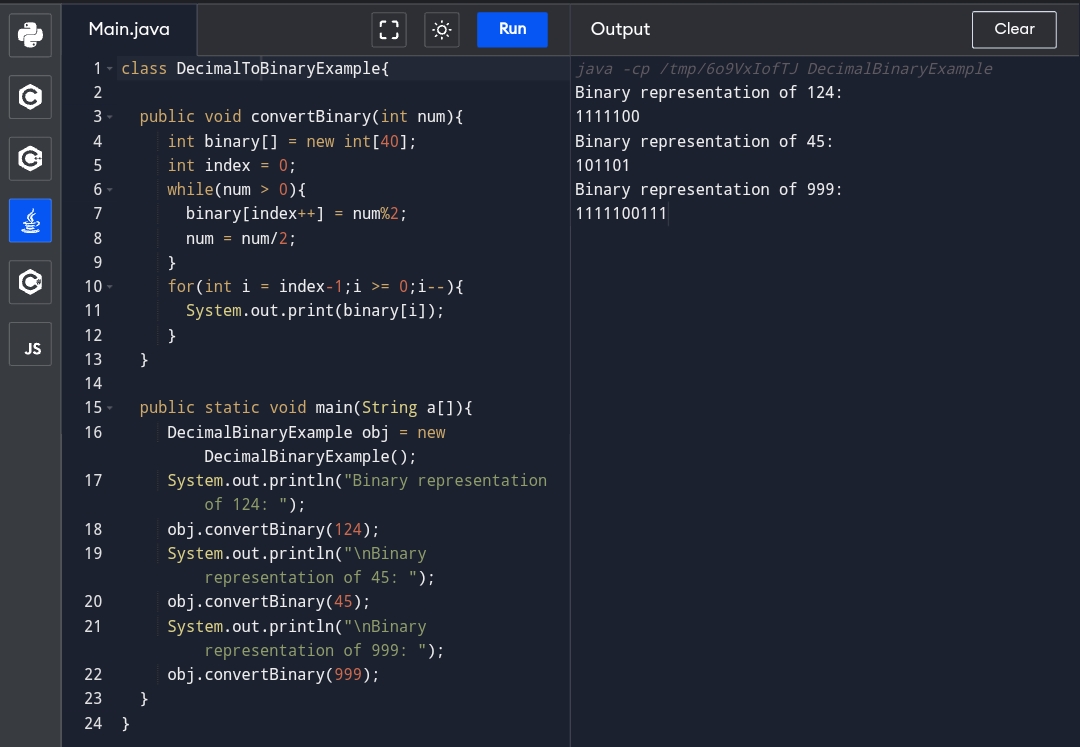 Main.java
Run
Output
Clear
1 class DecimalToBinaryExample{
2
3 public void convertBinary(int num){
4 int binary[] = new int[40];
5 int index = 0;
6 while(num > 0){
7 binary[index++] = num%2;
8 num = num/2;
9 }
10 for(int i = index-1;i >= 0;i--){
11 System.out.print(binary[i]);
12 }
13 }
14
15 public static void main(String a[]){
16 DecimalBinaryExample obj = new
DecimalBinaryExample();
17 System.out.println("Binary representation
of 124: ");
18 obj.convertBinary(124);
19 System.out.println("\nBinary
representation of 45: ");
20 obj.convertBinary(45);
21 System.out.println("\nBinary
representation of 999: ");
22 obj.convertBinary(999);
23 }
24 }
java -cp /tmp/6o9VxIofTJ DecimalBinaryExample
Binary representation of 124:
1111100
Binary representation of 45:
101101
Binary representation of 999:
1111100111
JS